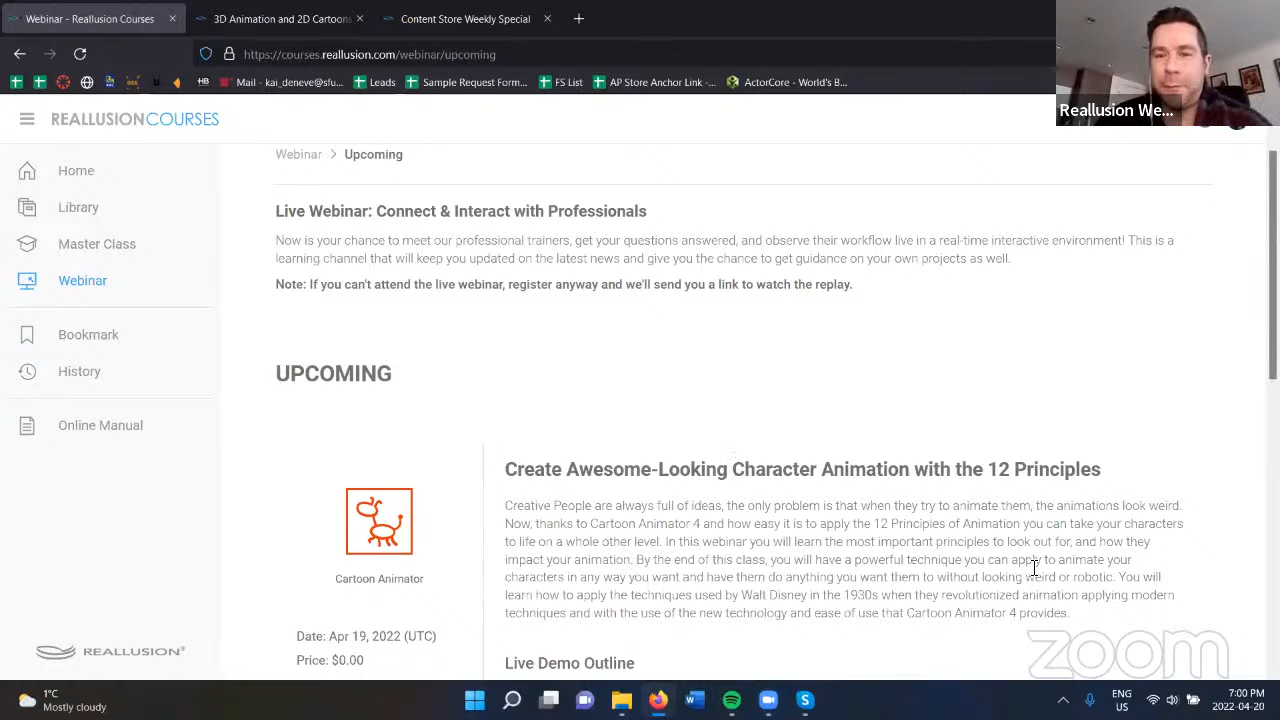 Webinar - Reallusion Courses
3D Animation and 2D Cartoons
Content Store Weekly Special
https://courses.reallusion.com/webinar/upcoming
HB
Mail - kai_deneve@sfu...
Leads
Sample Request Form...
FS List
AP Store Anchor Link -...
ActorCore - World's B...
Reallusion We...
REALLUSIONCOURSES
Home
Library
Master Class
Webinar
Bookmark
History
Online Manual
REALLUSION
Webinar > Upcoming
Live Webinar: Connect & Interact with Professionals
Now is your chance to meet our professional trainers, get your questions answered, and observe their workflow live in a real-time interactive environment! This is a
learning channel that will keep you updated on the latest news and give you the chance to get guidance on your own projects as well.
Note: If you can't attend the live webinar, register anyway and we'll send you a link to watch the replay.
UPCOMING
Cartoon Animator
Date: Apr 19, 2022 (UTC)
Price: $0.00
Create Awesome-Looking Character Animation with the 12 Principles
Creative People are always full of ideas, the only problem is that when they try to animate them, the animations look weird.
Now, thanks to Cartoon Animator 4 and how easy it is to apply the 12 Principles of Animation you can take your characters
to life on a whole other level. In this webinar you will learn the most important principles to look out for, and how they
impact your animation. By the end of this class, you will have a powerful technique you can apply to animate your
characters in any way you want and have them do anything you want them to without looking weird or robotic. You will
learn how to apply the techniques used by Walt Disney in the 1930s when they revolutionized animation applying modern
techniques and with the use of the new technology and ease of use that Cartoon Animator 4 provides.
Live Demo Outline
zoom
1°C
Mostly cloudy
ENG
US
7:00 PM
2022-04-20